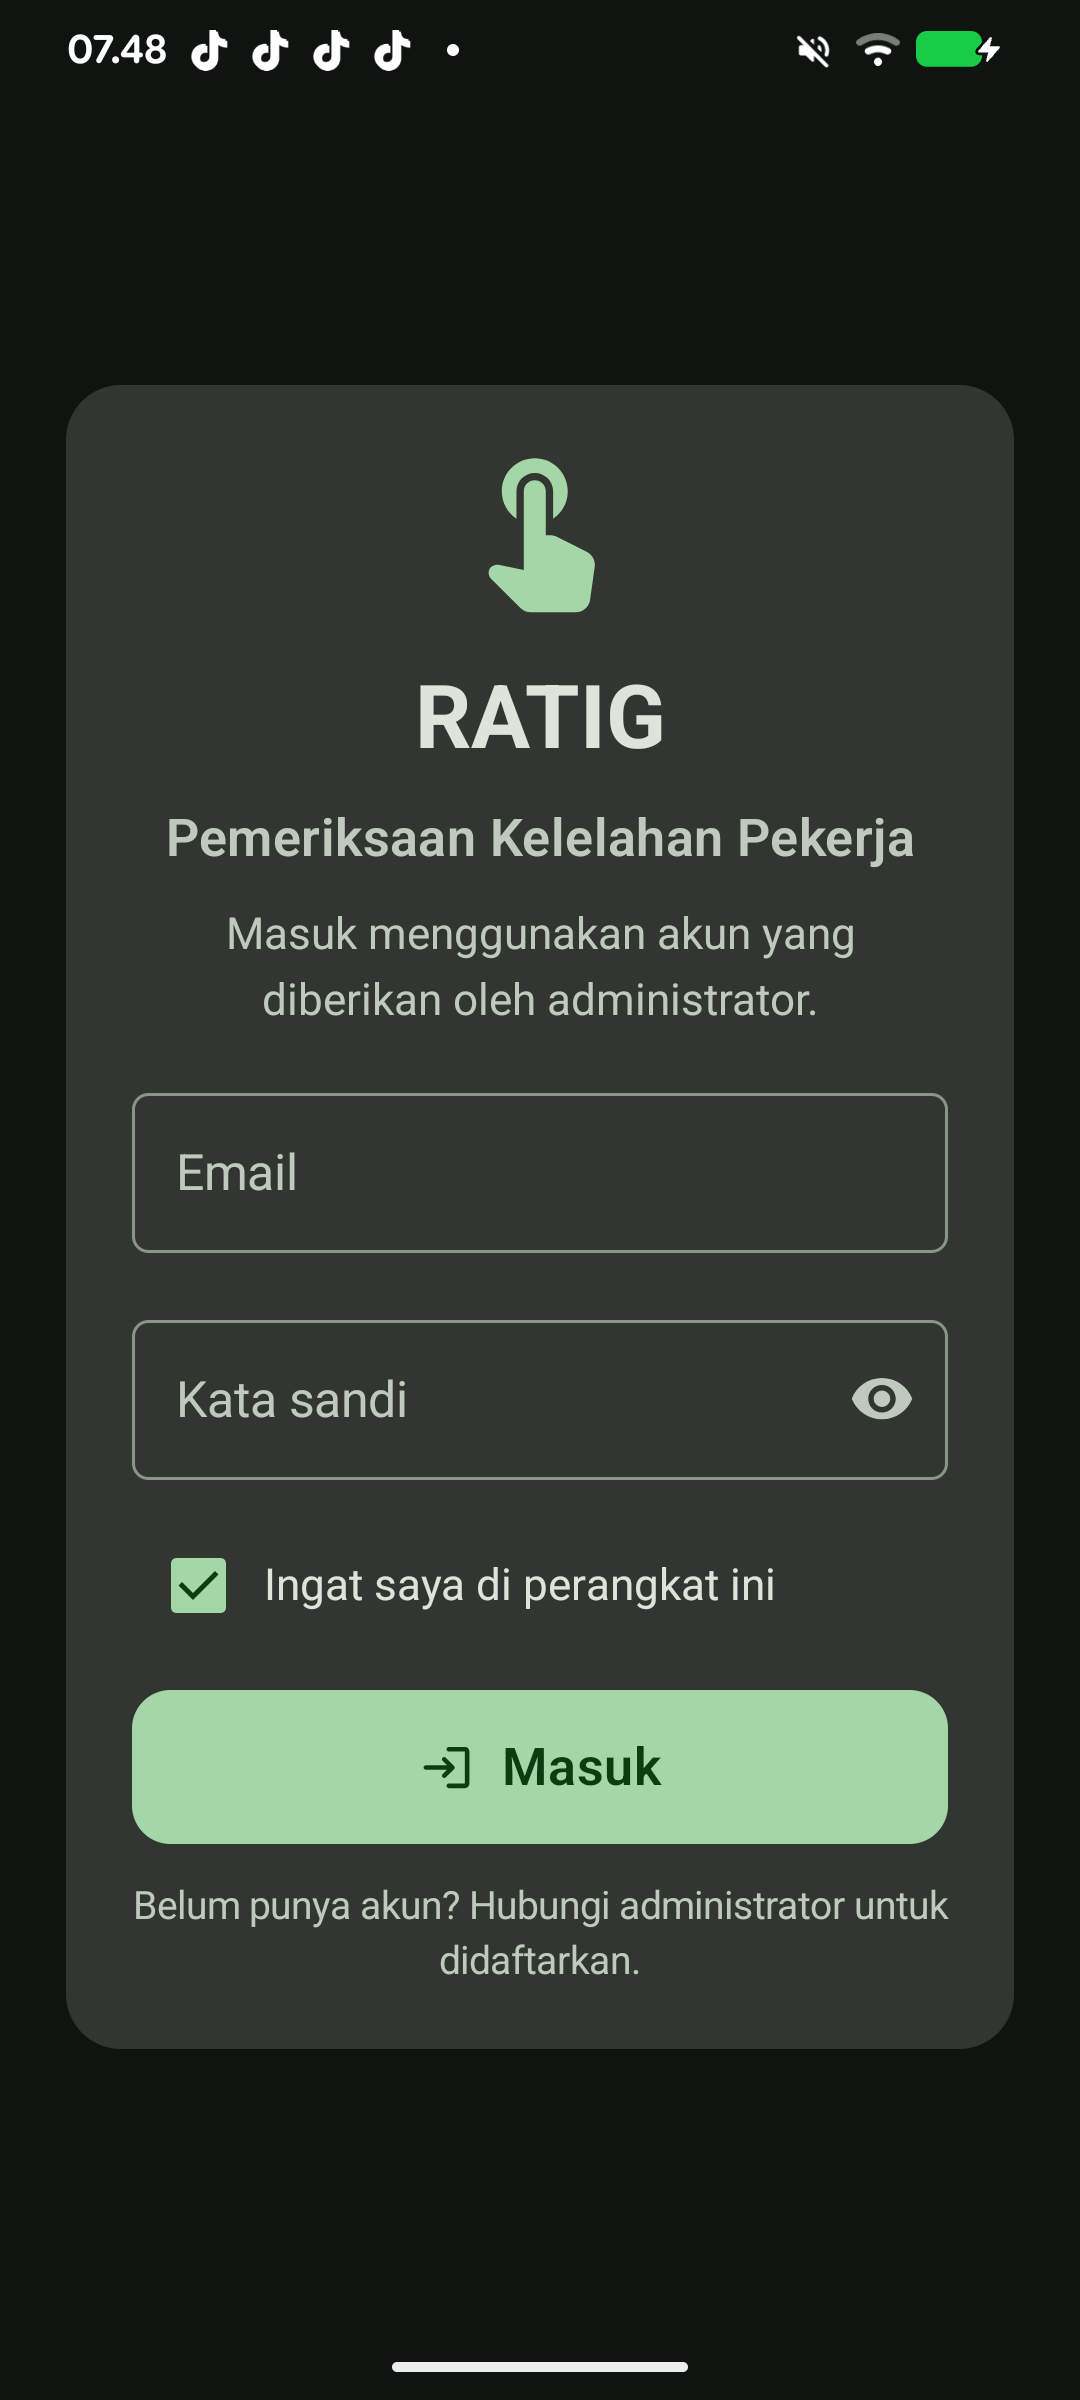 07.48
RATIG
Pemeriksaan Kelelahan Pekerja
Masuk menggunakan akun yang
diberikan oleh administrator.
Email
Kata sandi
Ingat saya di perangkat ini
Masuk
Belum punya akun? Hubungi administrator untuk
didaftarkan.